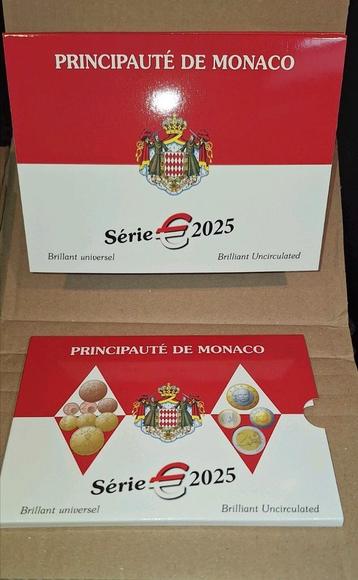 PRINCIPAUTÉ DE MONACO
Série € 2025
Brillant universel Brilliant Uncirculated
PRINCIPAUTÉ DE MONACO
Série € 2025
Brillant universel Brilliant Uncirculated